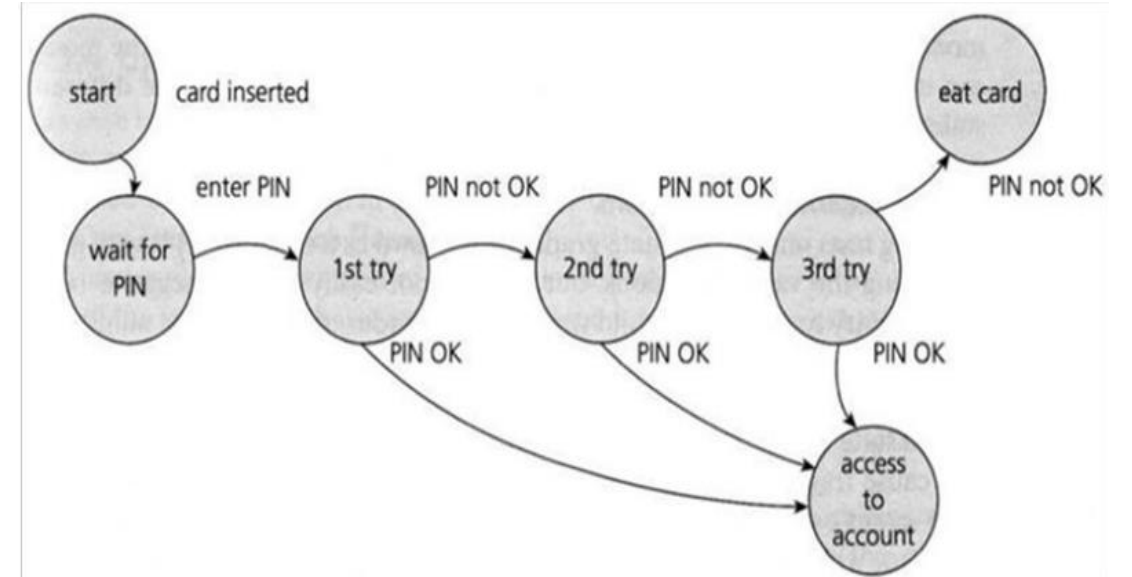 start
card inserted
eat card
enter PIN
PIN not OK
PIN not OK
PIN not OK
wait for
PIN
1st try
2nd try
3rd try
PIN OK
PIN OK
PIN OK
access
to
account